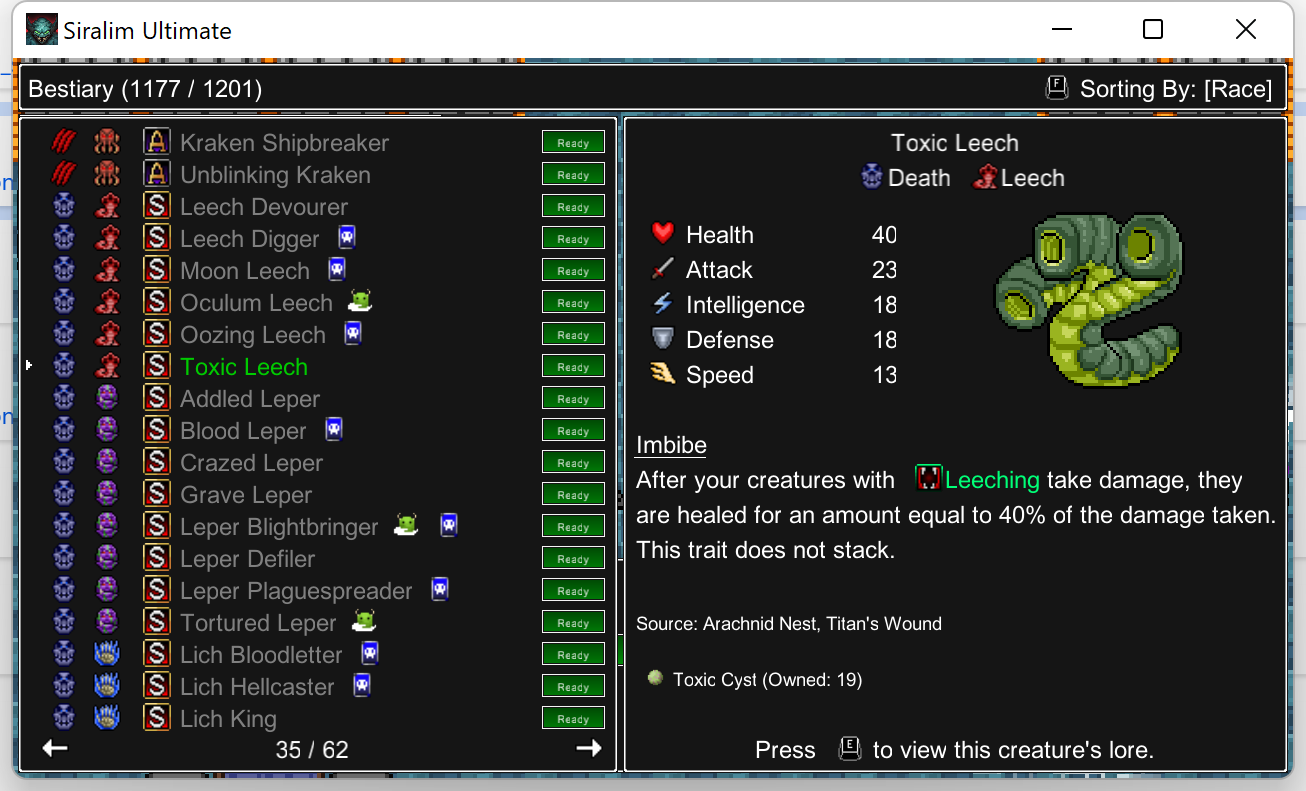 Siralim Ultimate
Bestiary (1177 / 1201)
F Sorting By: [Race]
A Kraken Shipbreaker Ready
A Unblinking Kraken Ready
S Leech Devourer Ready
S Leech Digger Ready
S Moon Leech Ready
S Oculum Leech Ready
S Oozing Leech Ready
S Toxic Leech Ready
S Addled Leper Ready
S Blood Leper Ready
S Crazed Leper Ready
S Grave Leper Ready
S Leper Blightbringer Ready
S Leper Defiler Ready
S Leper Plaguespreader Ready
S Tortured Leper Ready
S Lich Bloodletter Ready
S Lich Hellcaster Ready
S Lich King Ready
35 / 62
Toxic Leech
Death Leech
Health 40
Attack 23
Intelligence 18
Defense 18
Speed 13
Imbibe
After your creatures with Leeching take damage, they
are healed for an amount equal to 40% of the damage taken.
This trait does not stack.
Source: Arachnid Nest, Titan's Wound
Toxic Cyst (Owned: 19)
Press E to view this creature's lore.